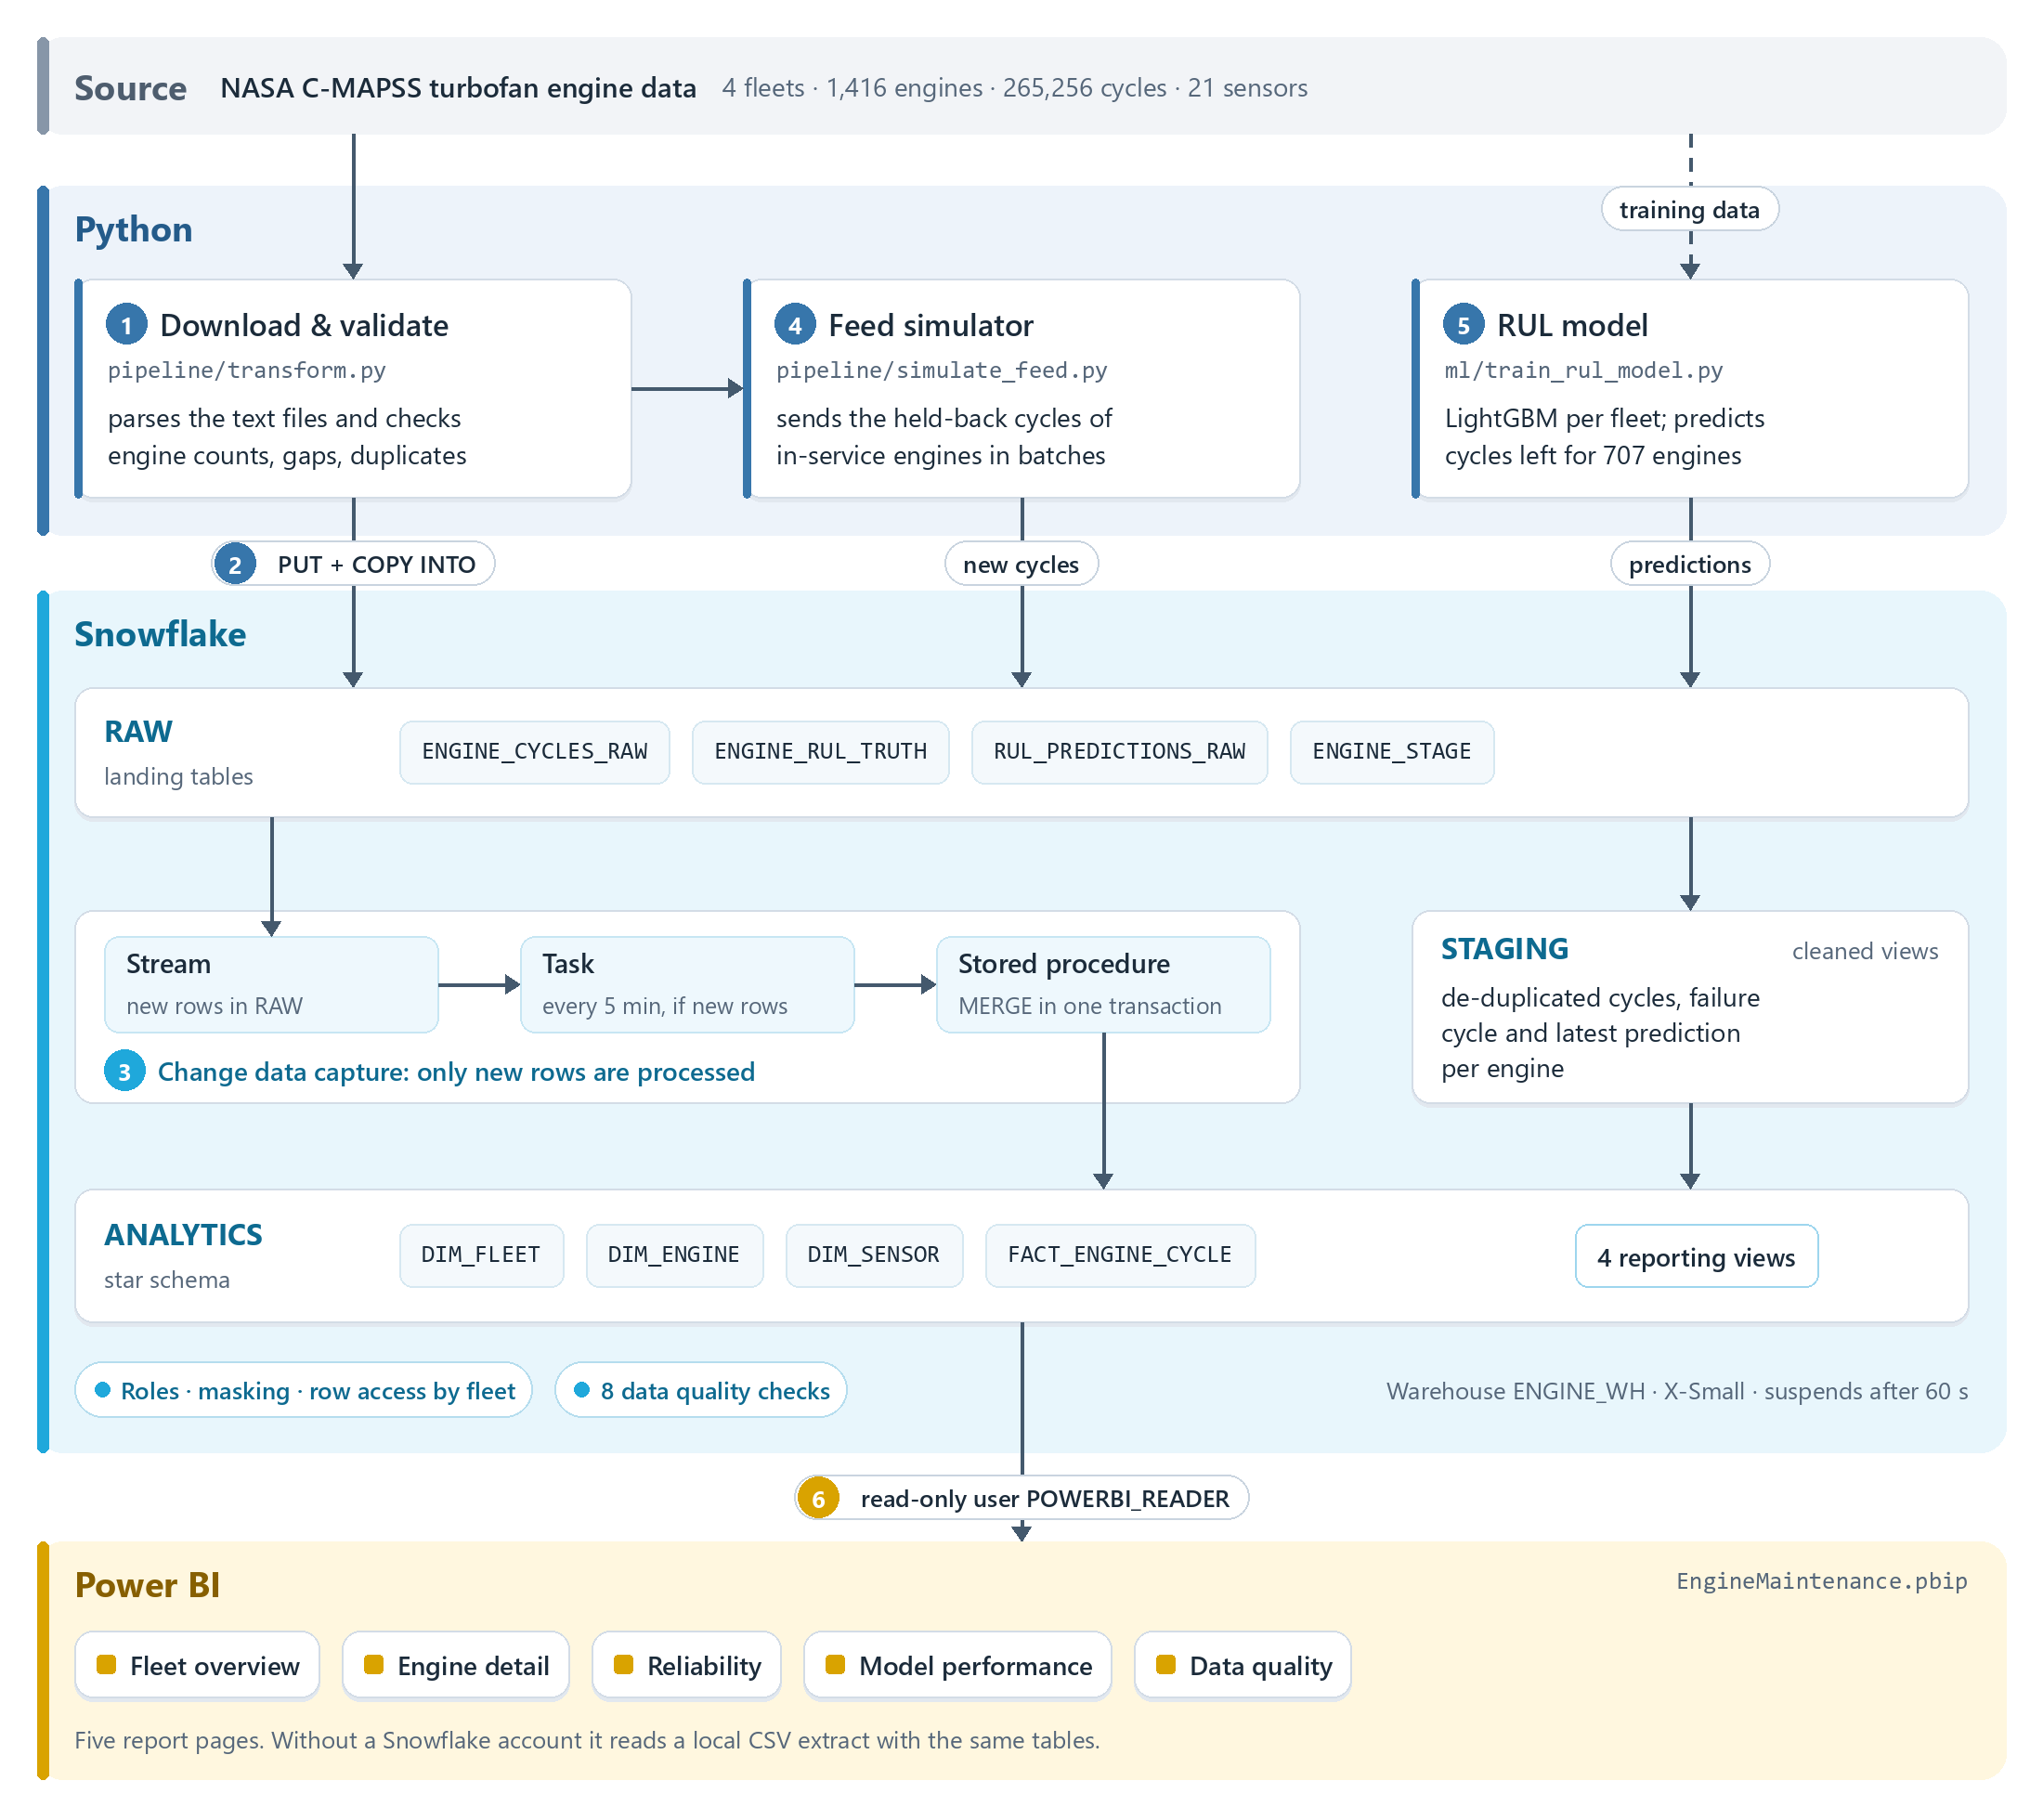 Source NASA C-MAPSS turbofan engine data 4 fleets · 1,416 engines · 265,256 cycles · 21 sensors
Python
training data
1 Download & validate
pipeline/transform.py
parses the text files and checks
engine counts, gaps, duplicates
4 Feed simulator
pipeline/simulate_feed.py
sends the held-back cycles of
in-service engines in batches
5 RUL model
ml/train_rul_model.py
LightGBM per fleet; predicts
cycles left for 707 engines
2 PUT + COPY INTO
new cycles
predictions
Snowflake
RAW
landing tables
ENGINE_CYCLES_RAW
ENGINE_RUL_TRUTH
RUL_PREDICTIONS_RAW
ENGINE_STAGE
Stream
new rows in RAW
Task
every 5 min, if new rows
Stored procedure
MERGE in one transaction
3 Change data capture: only new rows are processed
STAGING cleaned views
de-duplicated cycles, failure
cycle and latest prediction
per engine
ANALYTICS
star schema
DIM_FLEET
DIM_ENGINE
DIM_SENSOR
FACT_ENGINE_CYCLE
4 reporting views
Roles · masking · row access by fleet
8 data quality checks
Warehouse ENGINE_WH · X-Small · suspends after 60 s
6 read-only user POWERBI_READER
Power BI
EngineMaintenance.pbip
Fleet overview
Engine detail
Reliability
Model performance
Data quality
Five report pages. Without a Snowflake account it reads a local CSV extract with the same tables.